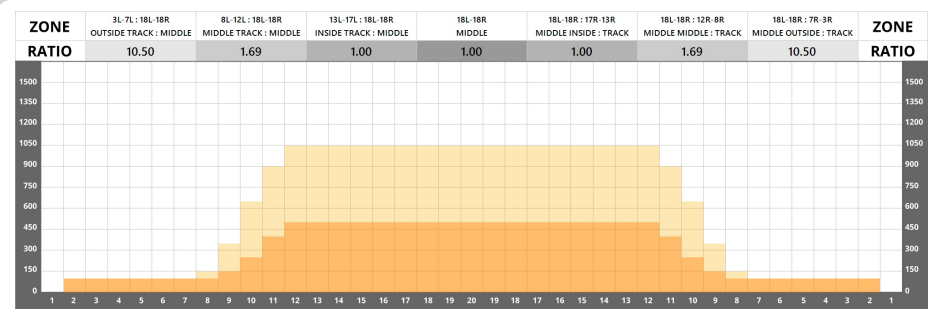 ZONE 3L-7L : 18L-18R 8L-12L : 18L-18R 13L-17L : 18L-18R 18L-18R 18L-18R : 17R-13R 18L-18R : 12R-8R 18L-18R : 7R-3R ZONE
OUTSIDE TRACK : MIDDLE MIDDLE TRACK : MIDDLE INSIDE TRACK : MIDDLE MIDDLE MIDDLE INSIDE : TRACK MIDDLE MIDDLE : TRACK MIDDLE OUTSIDE : TRACK
RATIO 10.50 1.69 1.00 1.00 1.00 1.69 10.50 RATIO
1500 1500
1350 1350
1200 1200
1050 1050
900 900
750 750
600 600
450 450
300 300
150 150
0 0
1 2 3 4 5 6 7 8 9 10 11 12 13 14 15 16 17 18 19 20 19 18 17 16 15 14 13 12 11 10 9 8 7 6 5 4 3 2 1